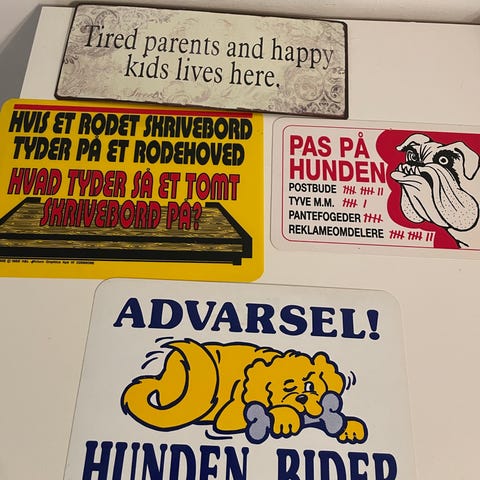 Tired parents and happy
kids lives here.
HVIS ET RODET SKRIVEBORD
TYDER PÅ ET RODEHOVED
HVAD TYDER SÅ ET TOMT
SKRIVEBORD PÅ?
PAS PÅ
HUNDEN
POSTBUDE
TYVE M.M.
PANTEFOGEDER
REKLAMEOMDELERE
ADVARSEL!
HUNDEN BIDER